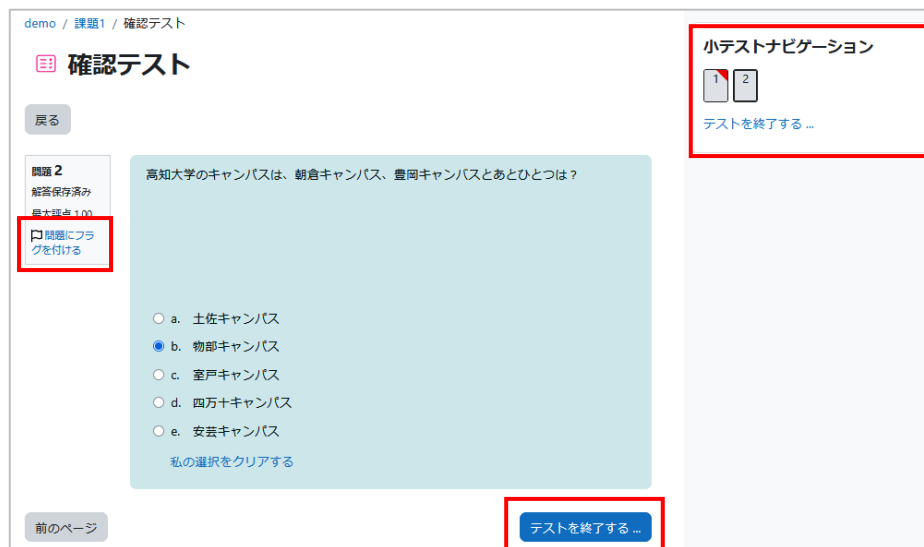 demo / 課題1 / 確認テスト
確認テスト
戻る
問題 2
解答保存済み
最大評点 1.00
問題にフラ
グを付ける
高知大学のキャンパスは、朝倉キャンパス、豊岡キャンパスとあとひとつは？
a. 土佐キャンパス
b. 物部キャンパス
c. 室戸キャンパス
d. 四万十キャンパス
e. 安芸キャンパス
私の選択をクリアする
前のページ
テストを終了する ...
小テストナビゲーション
1 2
テストを終了する ...